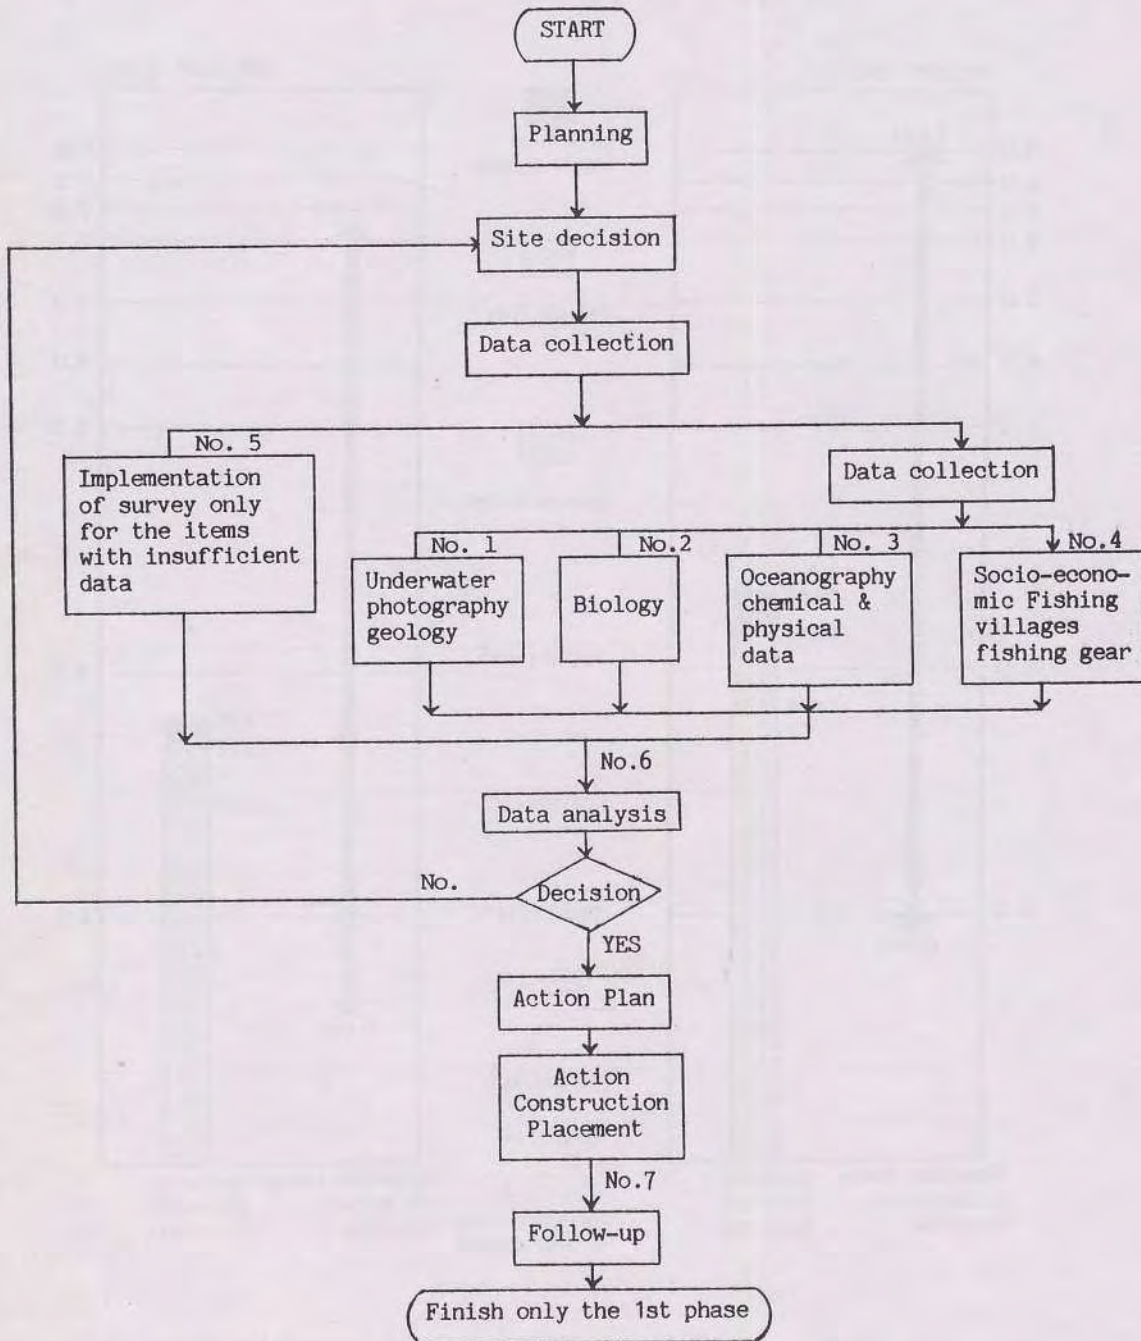 START
Planning
Site decision
Data collection
No. 5
Implementation
of survey only
for the items
with insufficient
data
Data collection
No. 1
Underwater
photography
geology
No.2
Biology
No. 3
Oceanography
chemical &
physical
data
No.4
Socio-econo-
mic Fishing
villages
fishing gear
No.6
Data analysis
No.
Decision
YES
Action Plan
Action
Construction
Placement
No.7
Follow-up
Finish only the 1st phase